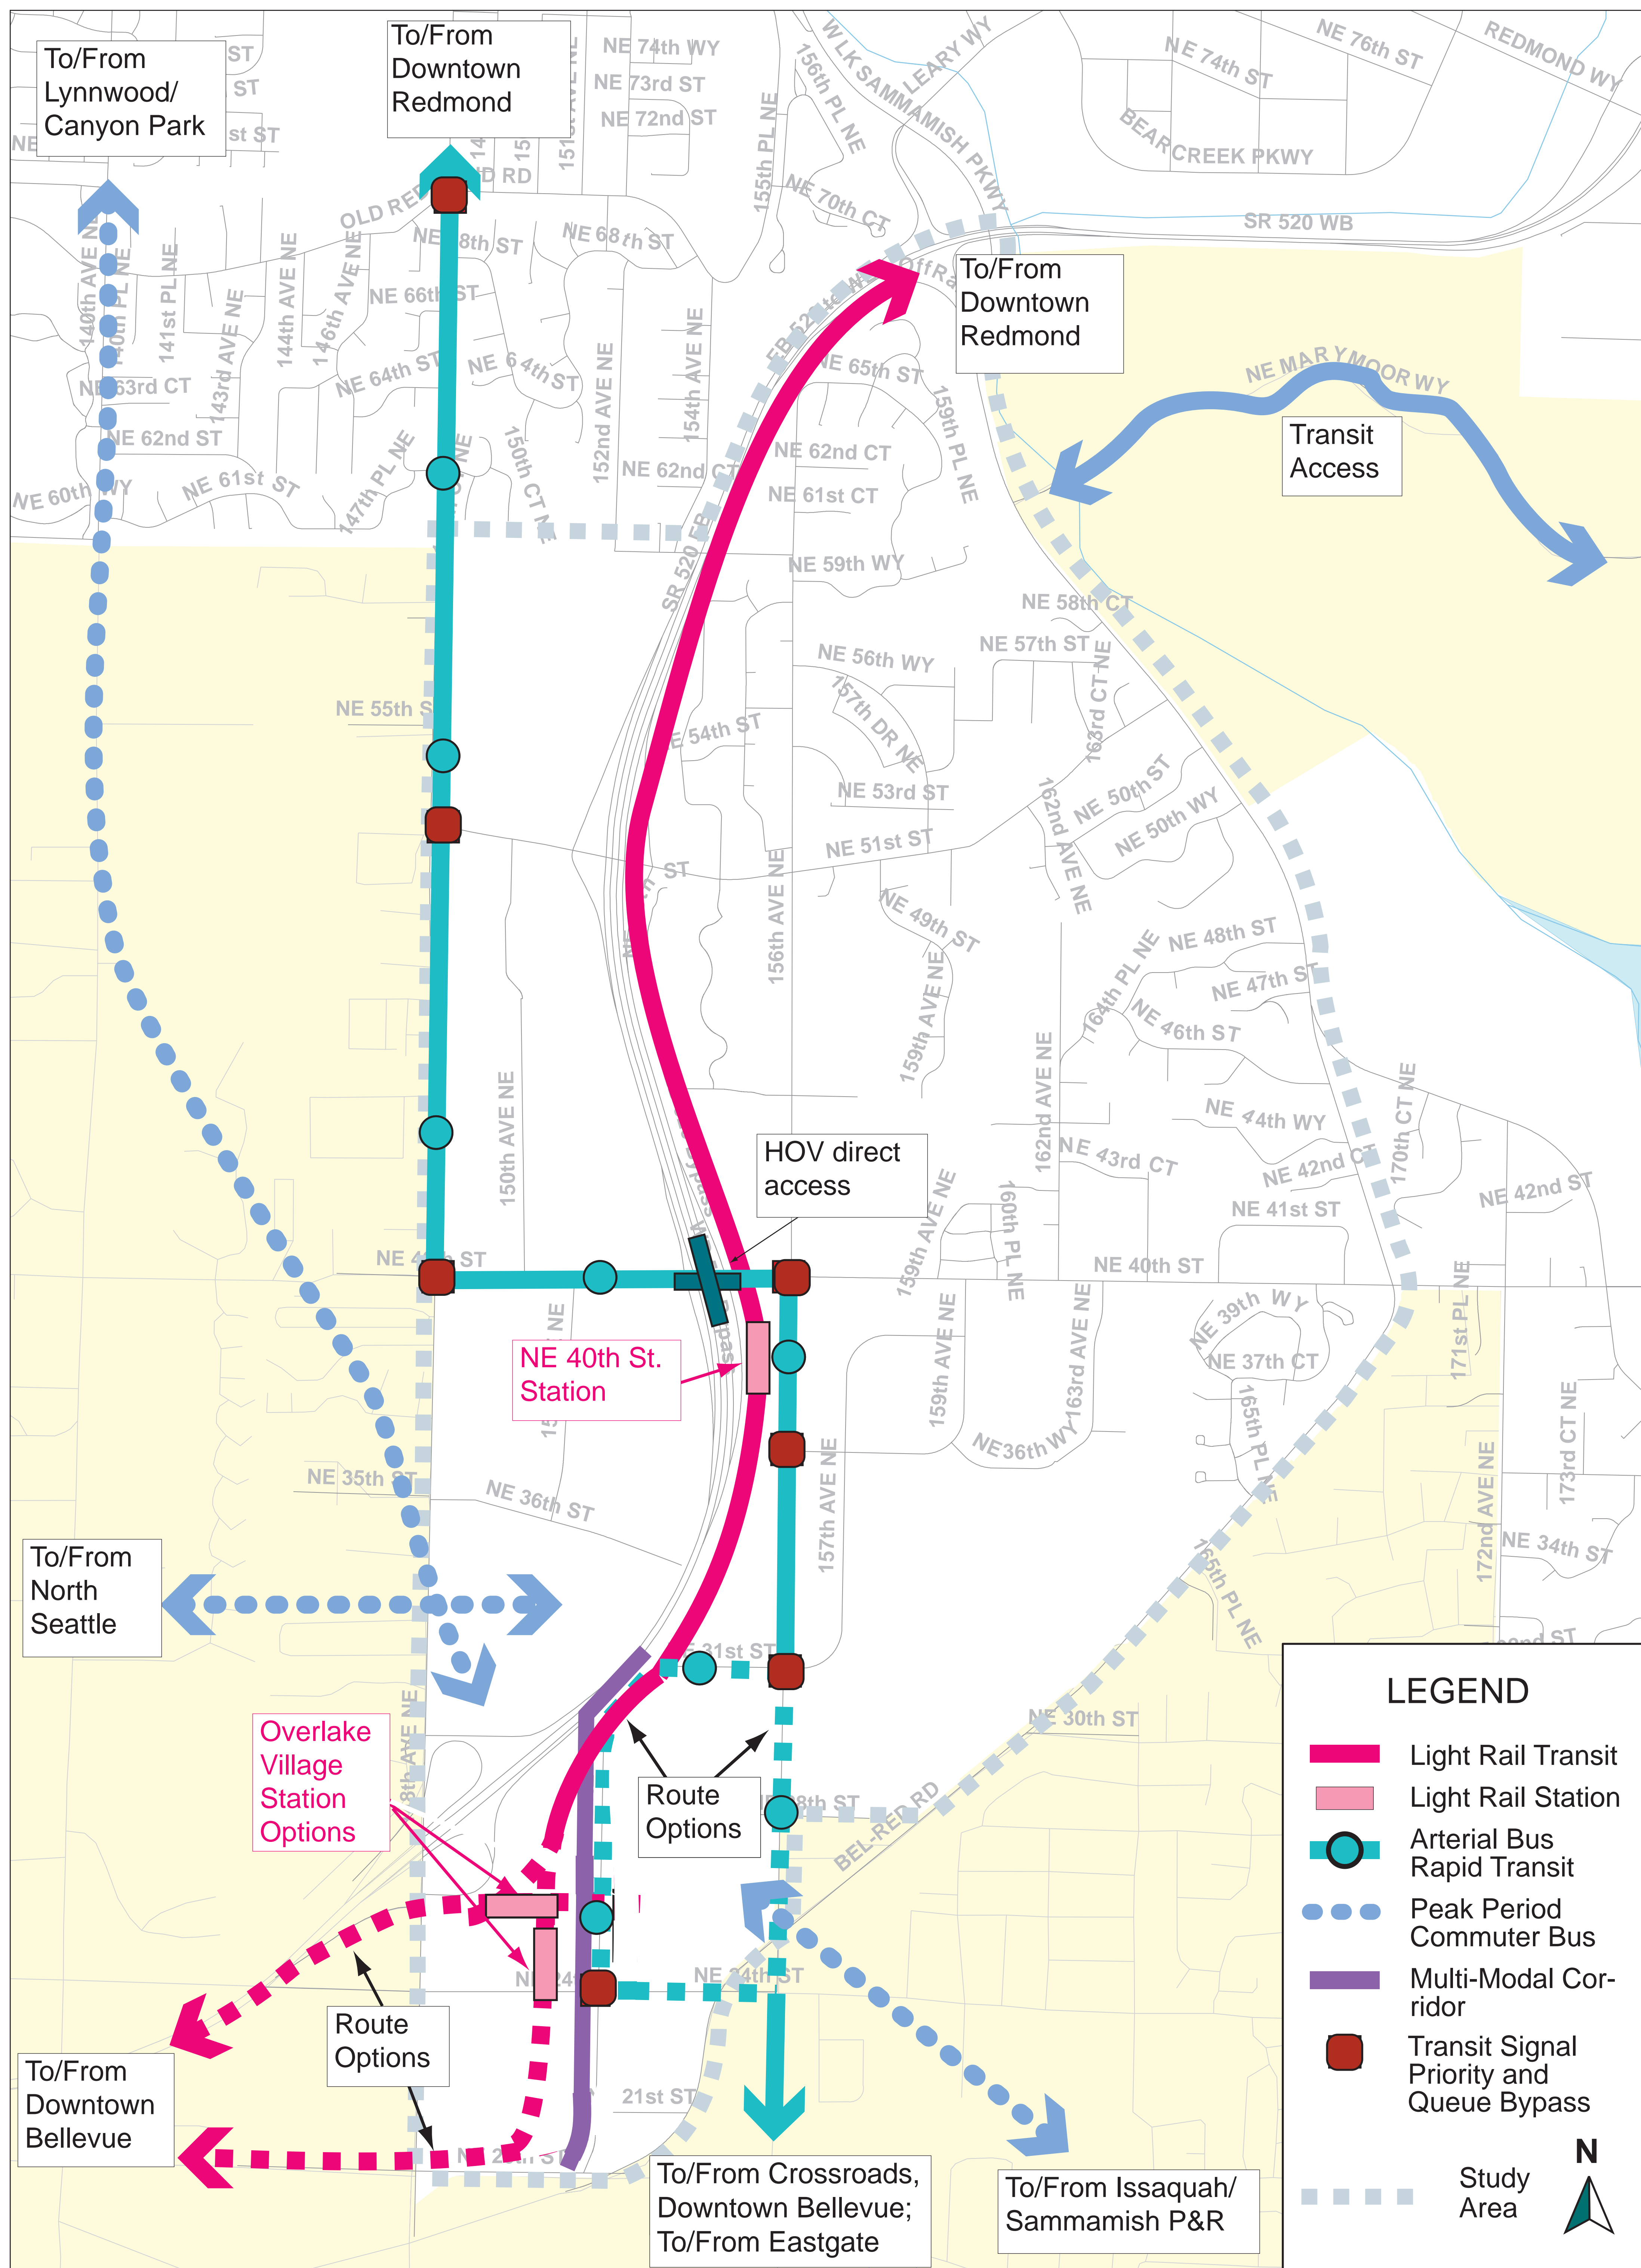 To/From
Lynnwood/
Canyon Park
To/From
Downtown
Redmond
ST
ST
st ST
NE
NE 74th WY
NE 73rd ST
NE 72nd ST
151st AVE NE
155th PL NE
156th PL NE
W LK SAMMAMISH PKWY
LEARY WY
NE 74th ST
NE 76th ST
REDMOND WY
BEAR CREEK PKWY
NE 70th CT
SR 520 WB
OLD RED
D RD
NE 68th ST
NE 66th ST
NE 64th ST
NE 64th ST
140th AVE NE
140th PL NE
141st PL NE
143rd AVE NE
144th AVE NE
146th AVE NE
NE 63rd CT
NE 62nd ST
NE 61st ST
NE 60th WY
147th PL NE
150th CT NE
152nd AVE NE
154th AVE NE
NE 62nd CT
To/From
Downtown
Redmond
NE 65th ST
159th PL NE
NE 62nd CT
NE 61st CT
NE 59th WY
NE MARYMOOR WY
Transit
Access
SR 520 EB
NE 58th CT
NE 57th ST
NE 56th WY
157th DR NE
163rd CT NE
NE 55th S
E 54th ST
NE 53rd ST
NE 51st ST
NE 50th ST
NE 50th WY
162nd AVE NE
ST
156th AVE NE
NE 49th ST
159th AVE NE
NE 48th ST
NE 47th ST
NE 46th ST
164th PL NE
162nd AVE NE
150th AVE NE
NE 44th WY
NE 43rd CT
NE 42nd CT
170th CT NE
NE 42nd ST
NE 41st ST
NE 40th ST
HOV direct
access
159th AVE NE
160th PL NE
NE 40th St.
Station
159th AVE NE
163rd AVE NE
NE 39th WY
NE 37th CT
165th PL NE
171st PL NE
173rd CT NE
172nd AVE NE
NE 36th WY
157th AVE NE
NE 35th ST
NE 36th ST
NE 34th ST
165th PL NE
To/From
North
Seattle
31st ST
NE 30th ST
8th AVE NE
BEL-RED RD
Overlake
Village
Station
Options
Route
Options
NE 24th ST
Route
Options
21st ST
To/From
Downtown
Bellevue
To/From Crossroads,
Downtown Bellevue;
To/From Eastgate
To/From Issaquah/
Sammamish P&R
LEGEND
Light Rail Transit
Light Rail Station
Arterial Bus
Rapid Transit
Peak Period
Commuter Bus
Multi-Modal Cor-
ridor
Transit Signal
Priority and
Queue Bypass
Study
Area
N